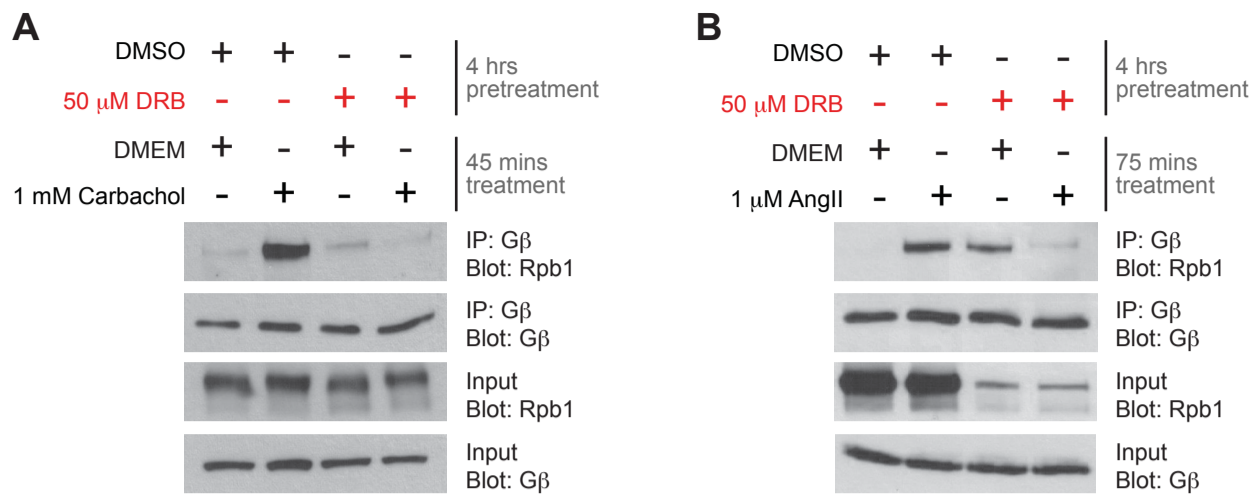 A
DMSO + + - -
50 μM DRB - - + +
4 hrs
pretreatment
DMEM + - + -
1 mM Carbachol - + - +
45 mins
treatment
IP: Gβ
Blot: Rpb1
IP: Gβ
Blot: Gβ
Input
Blot: Rpb1
Input
Blot: Gβ
B
DMSO + + - -
50 μM DRB - - + +
4 hrs
pretreatment
DMEM + - + -
1 μM AngII - + - +
75 mins
treatment
IP: Gβ
Blot: Rpb1
IP: Gβ
Blot: Gβ
Input
Blot: Rpb1
Input
Blot: Gβ